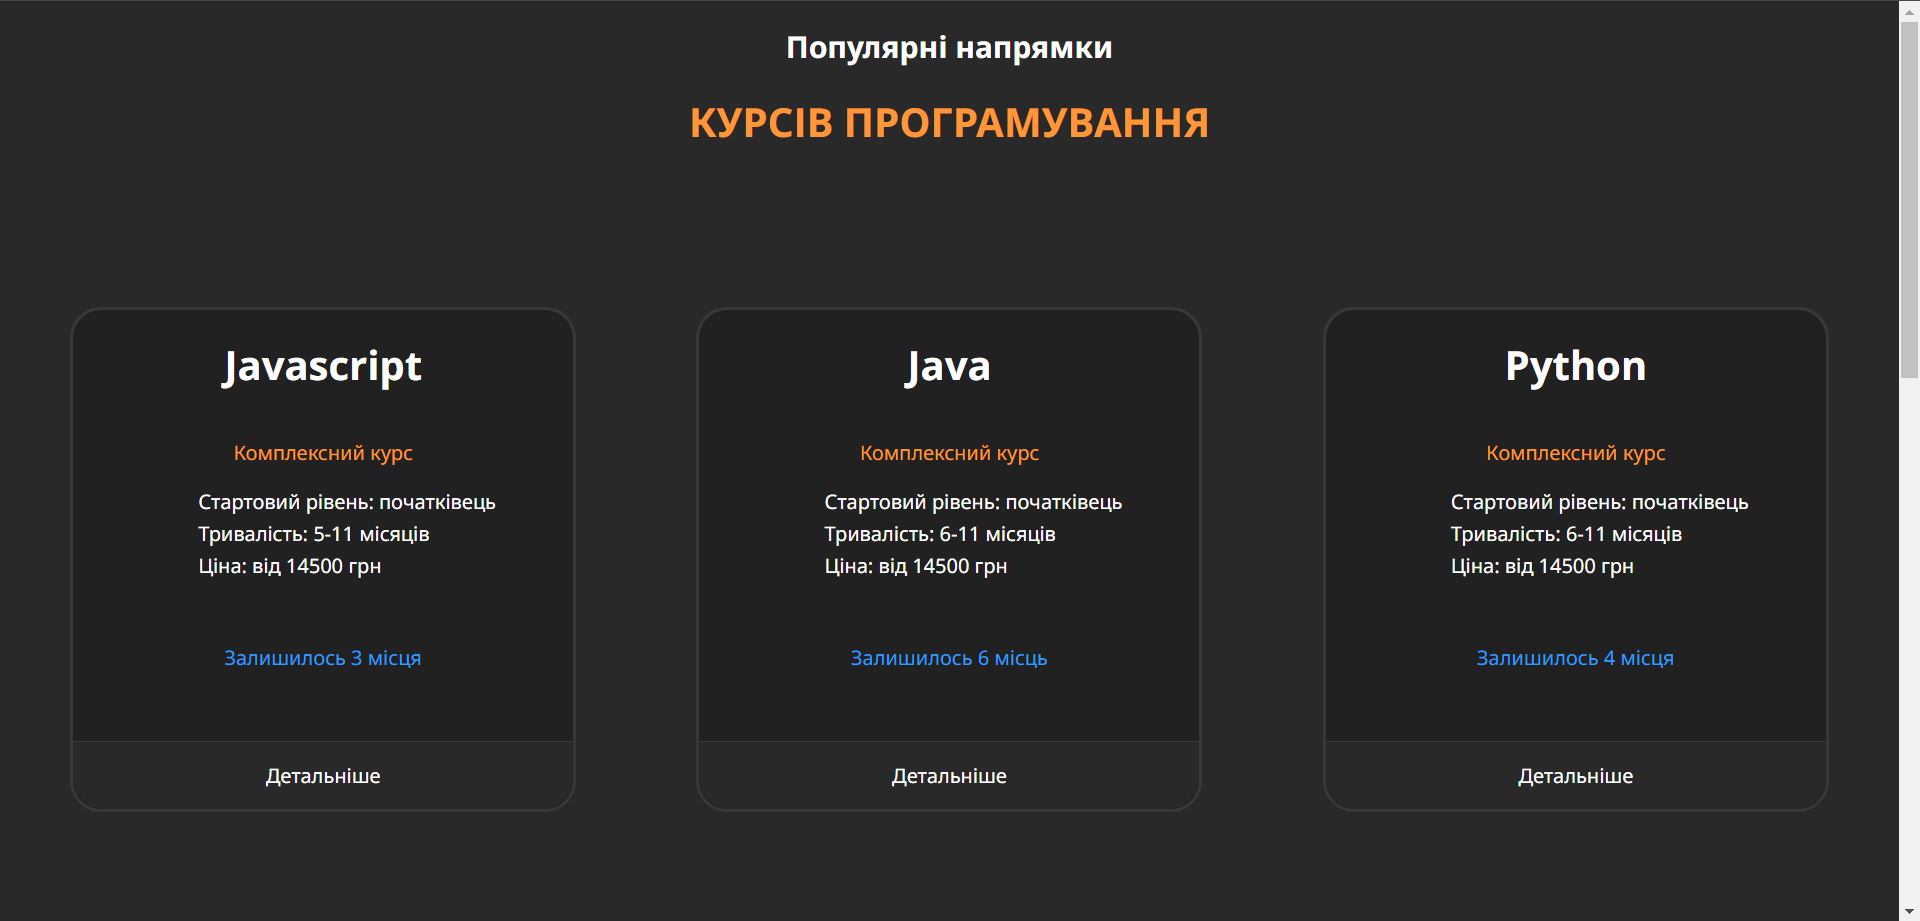 Популярні напрямки
КУРСІВ ПРОГРАМУВАННЯ
Javascript
Комплексний курс
Стартовий рівень: початківець
Тривалість: 5-11 місяців
Ціна: від 14500 грн
Залишилось 3 місця
Детальніше
Java
Комплексний курс
Стартовий рівень: початківець
Тривалість: 6-11 місяців
Ціна: від 14500 грн
Залишилось 6 місць
Детальніше
Python
Комплексний курс
Стартовий рівень: початківець
Тривалість: 6-11 місяців
Ціна: від 14500 грн
Залишилось 4 місця
Детальніше